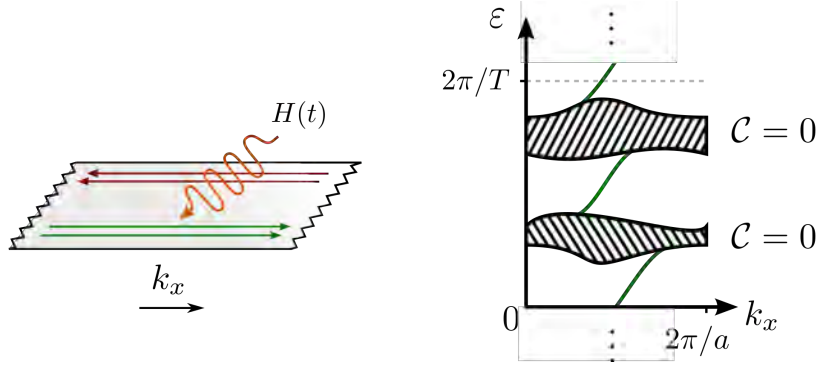 H(t)
k_x
ε
2π/T
C = 0
C = 0
0
k_x
2π/a